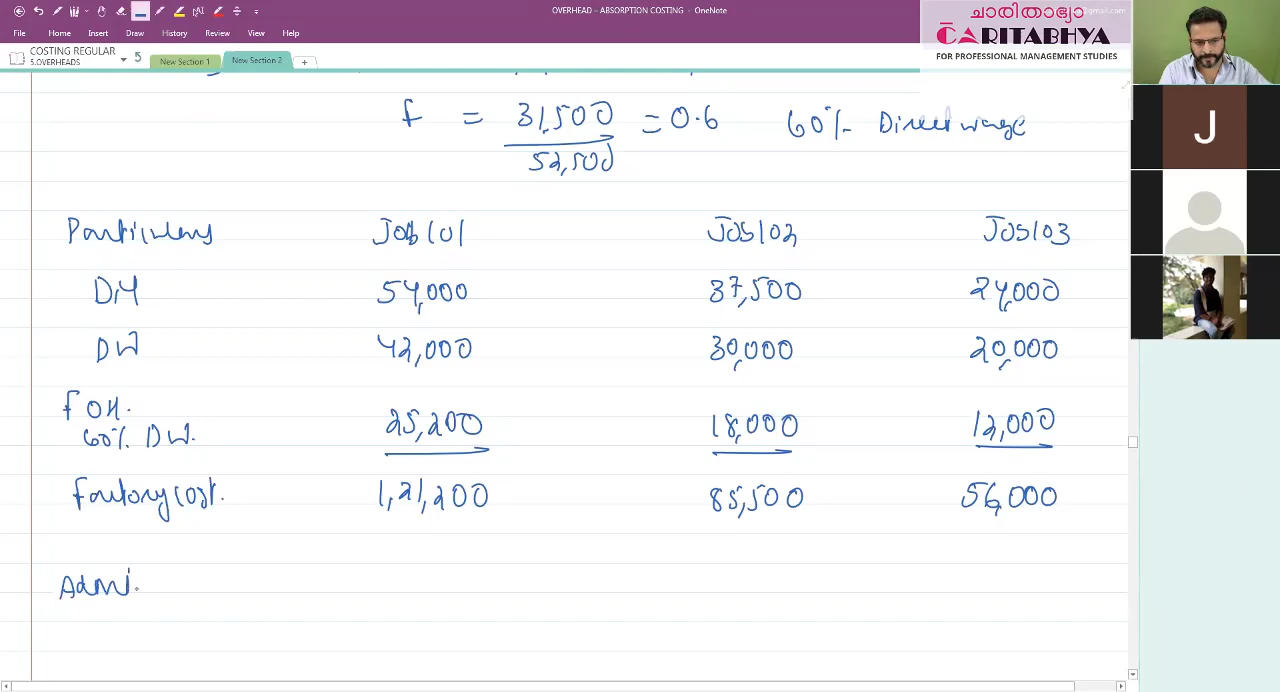 OVERHEAD - ABSORPTION COSTING - OneNote
ചാരിതാഭ്യാ
CARITABHYA
FOR PROFESSIONAL MANAGEMENT STUDIES
File Home Insert Draw History Review View Help
COSTING REGULAR
5.OVERHEADS
5
New Section 1
New Section 2
f = 31,500 / 52,500 = 0.6 60% Direct wage
J
Particulars Job 101 JOB 102 JOB 103
DM 54,000 37,500 24,000
DW 42,000 30,000 20,000
FOH. 25,200 18,000 12,000
60% DW.
Factory cost. 1,21,200 85,500 56,000
Admi